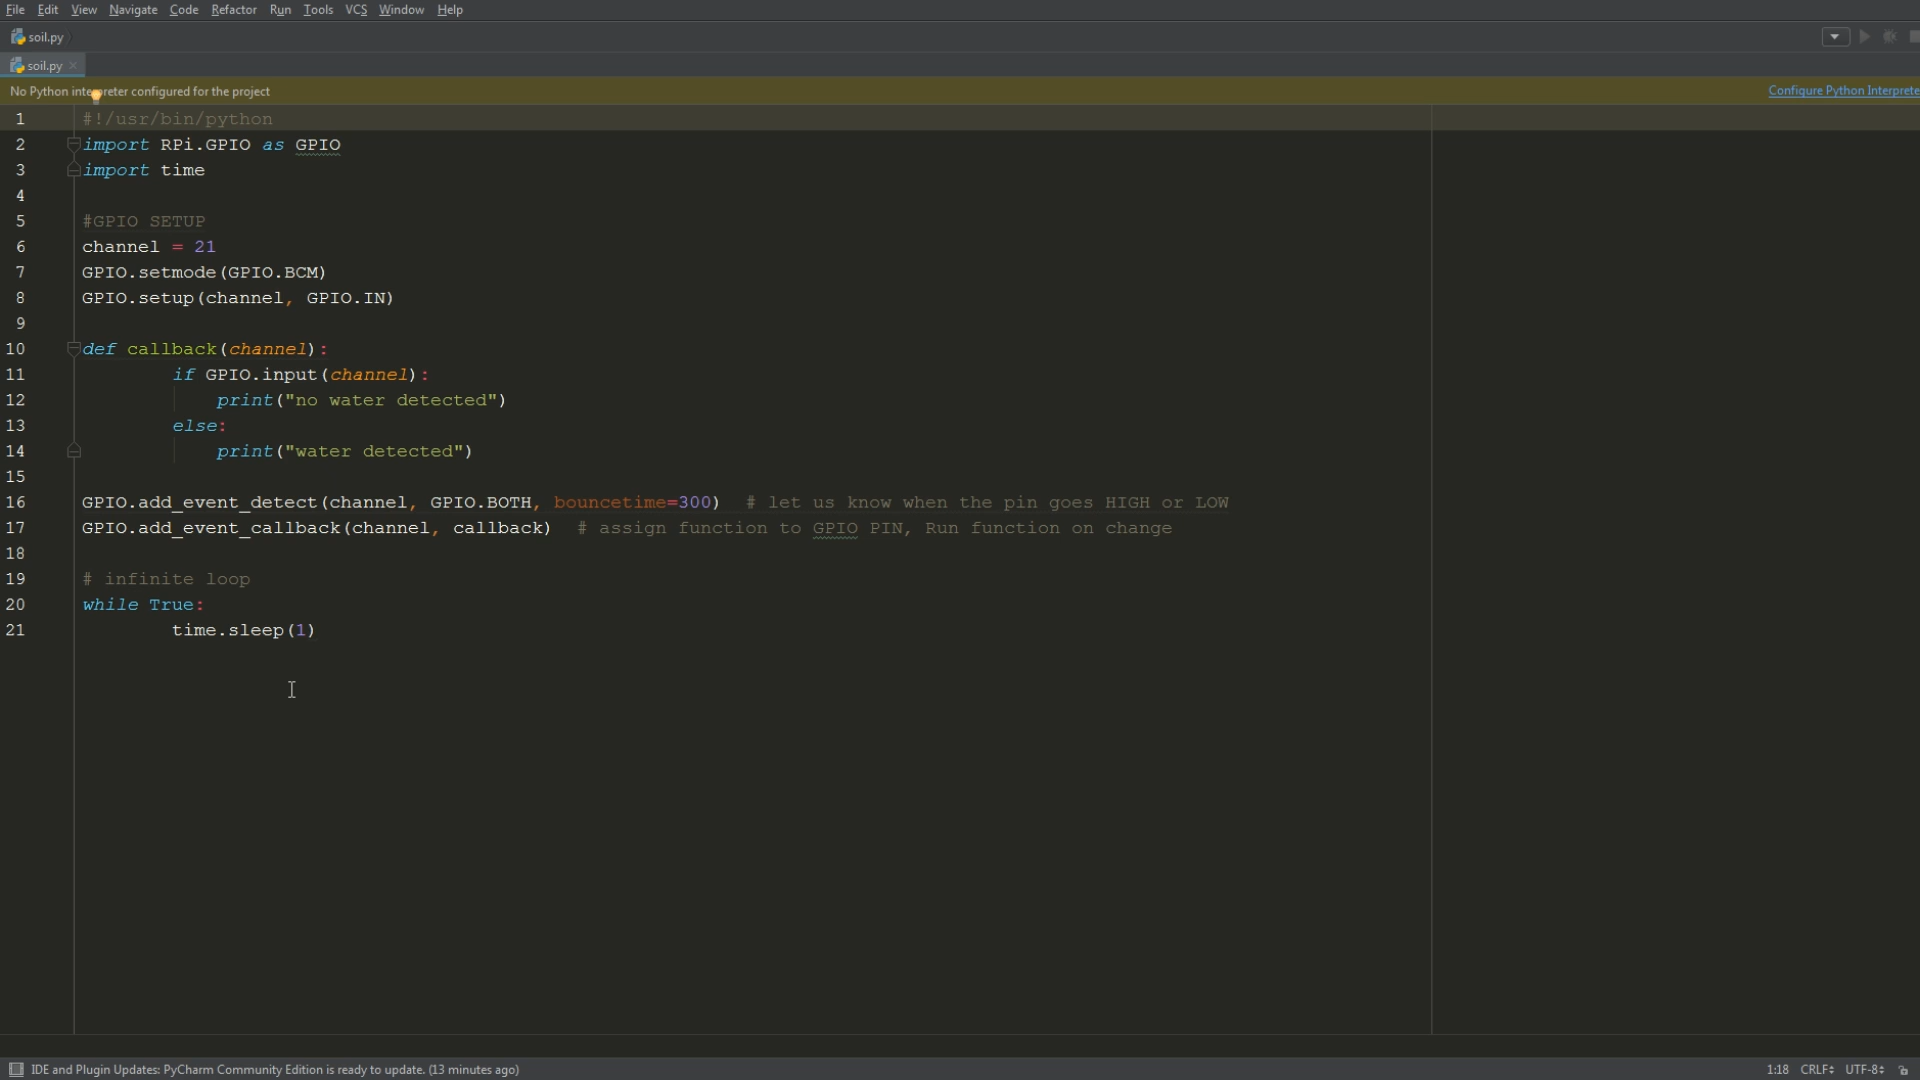 File Edit View Navigate Code Refactor Run Tools VCS Window Help
soil.py
soil.py ×
No Python interpreter configured for the project Configure Python Interprete
1 #!/usr/bin/python
2 import RPi.GPIO as GPIO
3 import time
4
5 #GPIO SETUP
6 channel = 21
7 GPIO.setmode(GPIO.BCM)
8 GPIO.setup(channel, GPIO.IN)
9
10 def callback(channel):
11 if GPIO.input(channel):
12 print("no water detected")
13 else:
14 print("water detected")
15
16 GPIO.add_event_detect(channel, GPIO.BOTH, bouncetime=300) # let us know when the pin goes HIGH or LOW
17 GPIO.add_event_callback(channel, callback) # assign function to GPIO PIN, Run function on change
18
19 # infinite loop
20 while True:
21 time.sleep(1)
IDE and Plugin Updates: PyCharm Community Edition is ready to update. (13 minutes ago) 1:18 CRLF UTF-8